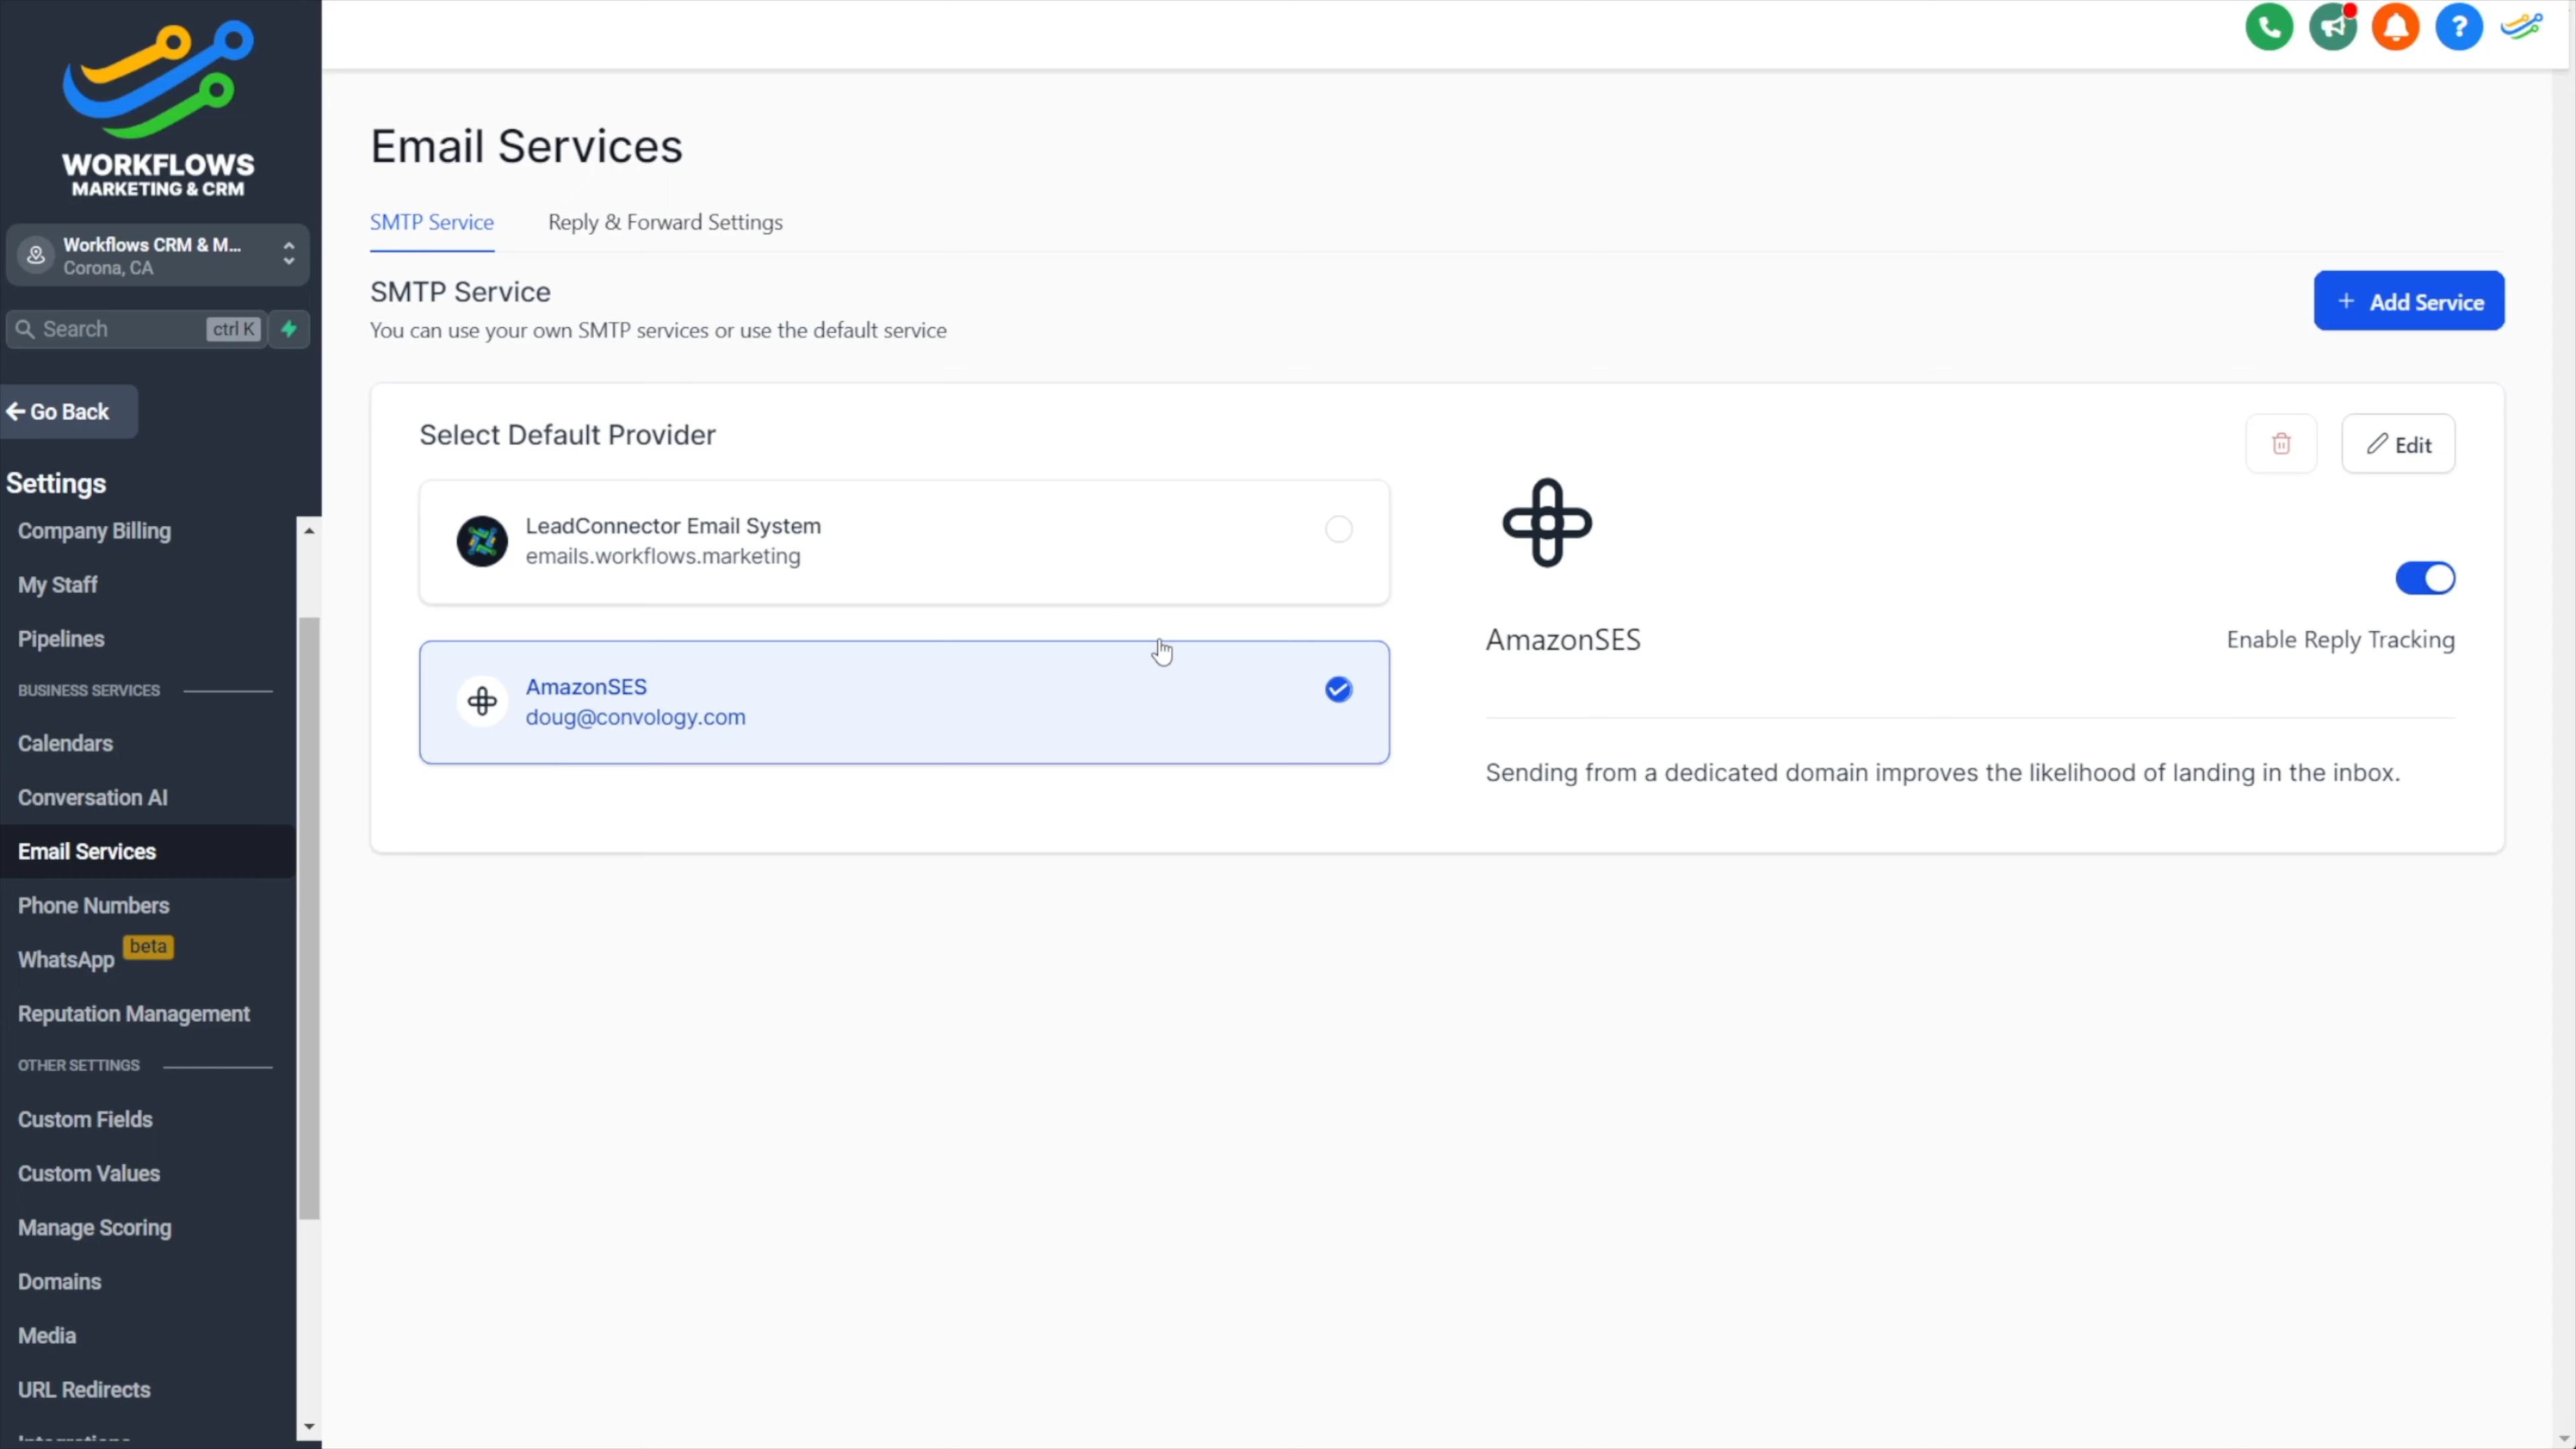 WORKFLOWS
MARKETING & CRM
Workflows CRM & M...
Corona, CA
Search
ctrl K
Go Back
Settings
Company Billing
My Staff
Pipelines
BUSINESS SERVICES
Calendars
Conversation AI
Email Services
Phone Numbers
WhatsApp beta
Reputation Management
OTHER SETTINGS
Custom Fields
Custom Values
Manage Scoring
Domains
Media
URL Redirects
Email Services
SMTP Service
Reply & Forward Settings
SMTP Service
You can use your own SMTP services or use the default service
+ Add Service
Select Default Provider
LeadConnector Email System
emails.workflows.marketing
AmazonSES
doug@convology.com
Edit
AmazonSES
Enable Reply Tracking
Sending from a dedicated domain improves the likelihood of landing in the inbox.